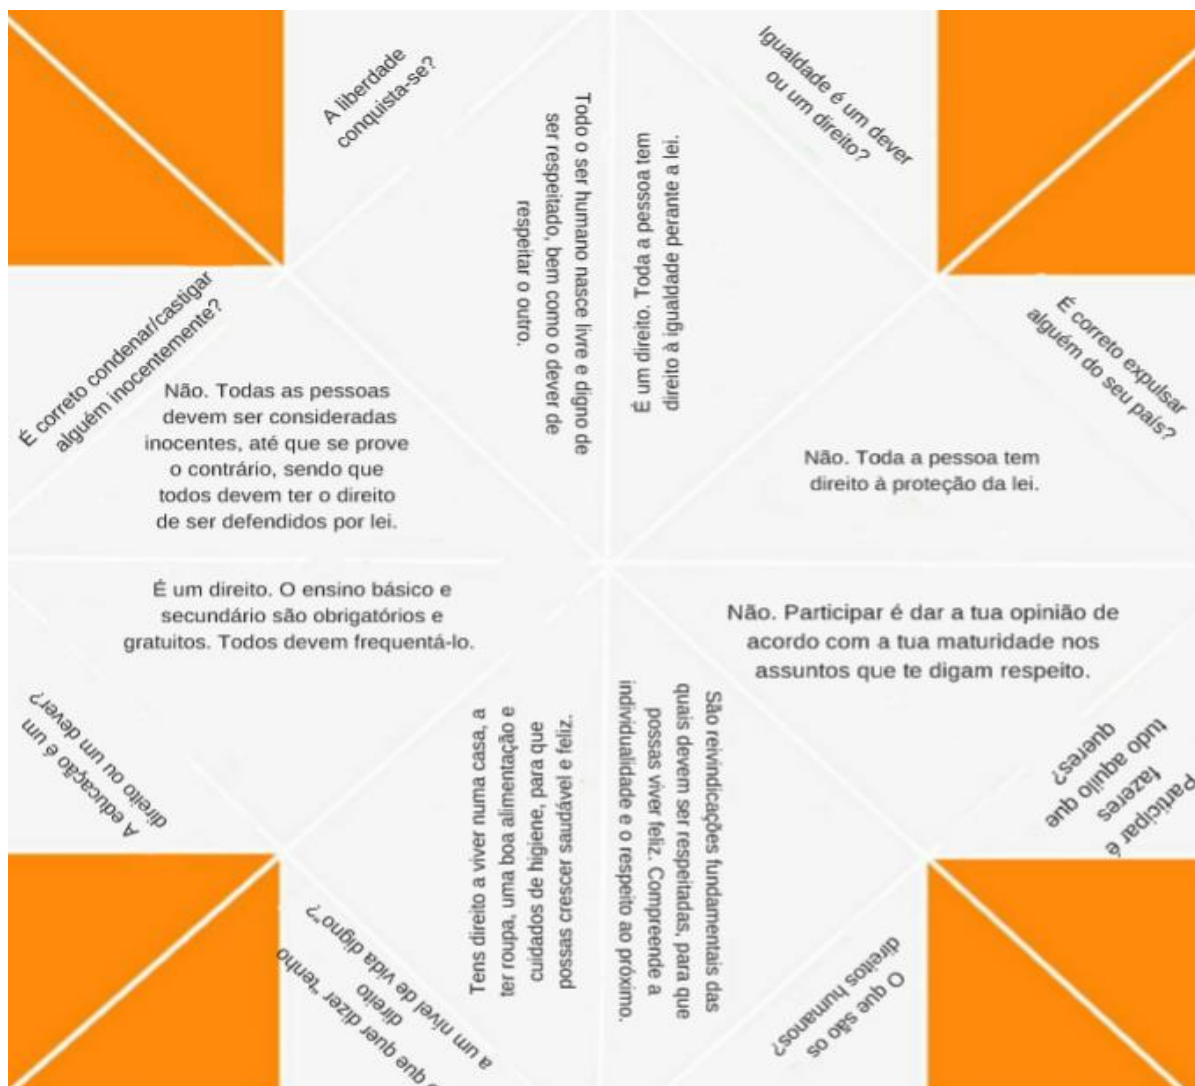 A liberdade
conquista-se?
Todo o ser humano nasce livre e digno de
ser respeitado, bem como o dever de
respeitar o outro.
É um direito. Toda a pessoa tem
direito à igualdade perante a lei.
Igualdade é um dever
ou um direito?
É correto condenar/castigar
alguém inocentemente?
Não. Todas as pessoas
devem ser consideradas
inocentes, até que se prove
o contrário, sendo que
todos devem ter o direito
de ser defendidos por lei.
É correto expulsar
alguém do seu país?
Não. Toda a pessoa tem
direito à proteção da lei.
É um direito. O ensino básico e
secundário são obrigatórios e
gratuitos. Todos devem frequentá-lo.
A educação é um
direito ou um dever?
Não. Participar é dar a tua opinião de
acordo com a tua maturidade nos
assuntos que te digam respeito.
Participar é
fazeres
tudo aquilo que
queres?
Tens direito a viver numa casa, a
ter roupa, uma boa alimentação e
cuidados de higiene, para que
possas crescer saudável e feliz.
São reivindicações fundamentais das
quais devem ser respeitadas, para que
possas viver feliz. Compreende a
individualidade e o respeito ao próximo.
que quer dizer "tenho
direito
a um nível de vida digno"?
O que são os
direitos humanos?